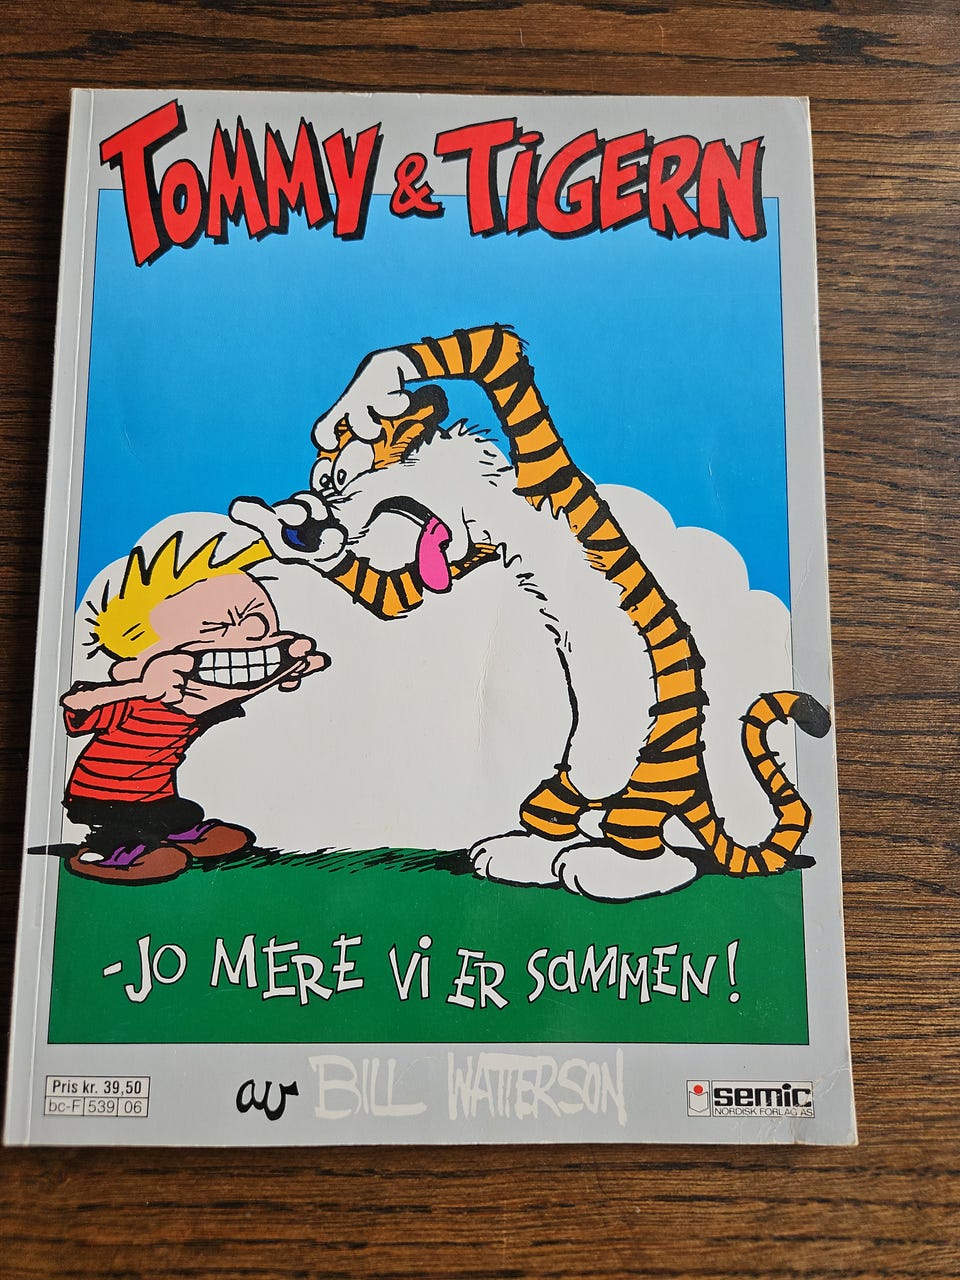 TOMMY & TIGERN
-JO MERE VI ER SAMMEN!
Pris kr. 39,50
bc-F 539 06
av BILL WATTERSON
semic
NORDISK FORLAG AS